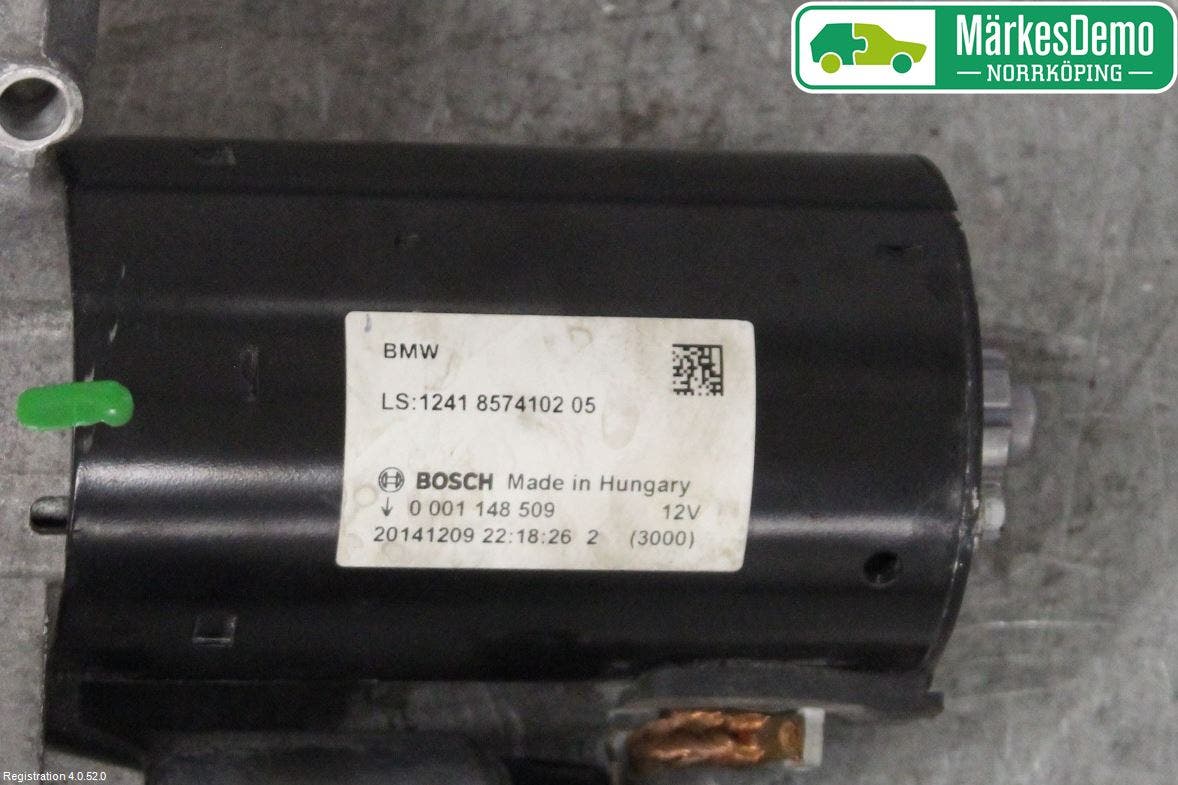 MärkesDemo
NORRKÖPING
BMW
LS:1241 8574102 05
BOSCH Made in Hungary
↓ 0 001 148 509 12V
20141209 22:18:26 2 (3000)
Registration 4.0.52.0